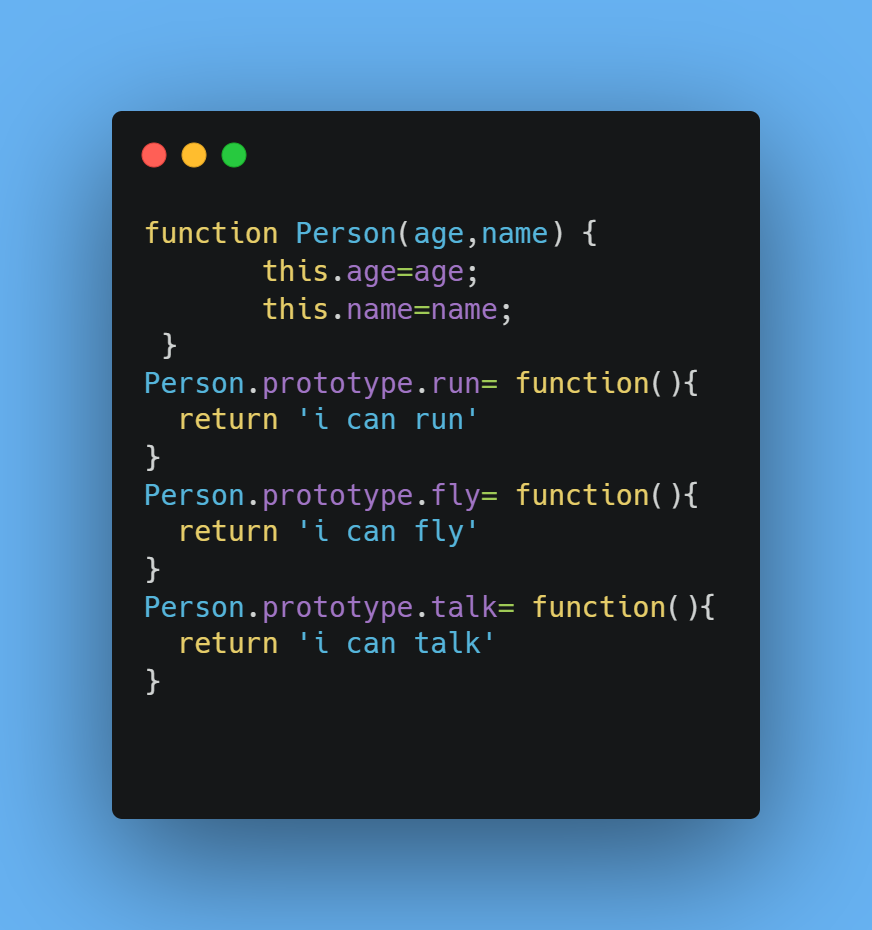 function Person(age,name) {
       this.age=age;
       this.name=name;
 }
Person.prototype.run= function(){
  return 'i can run'
}
Person.prototype.fly= function(){
  return 'i can fly'
}
Person.prototype.talk= function(){
  return 'i can talk'
}